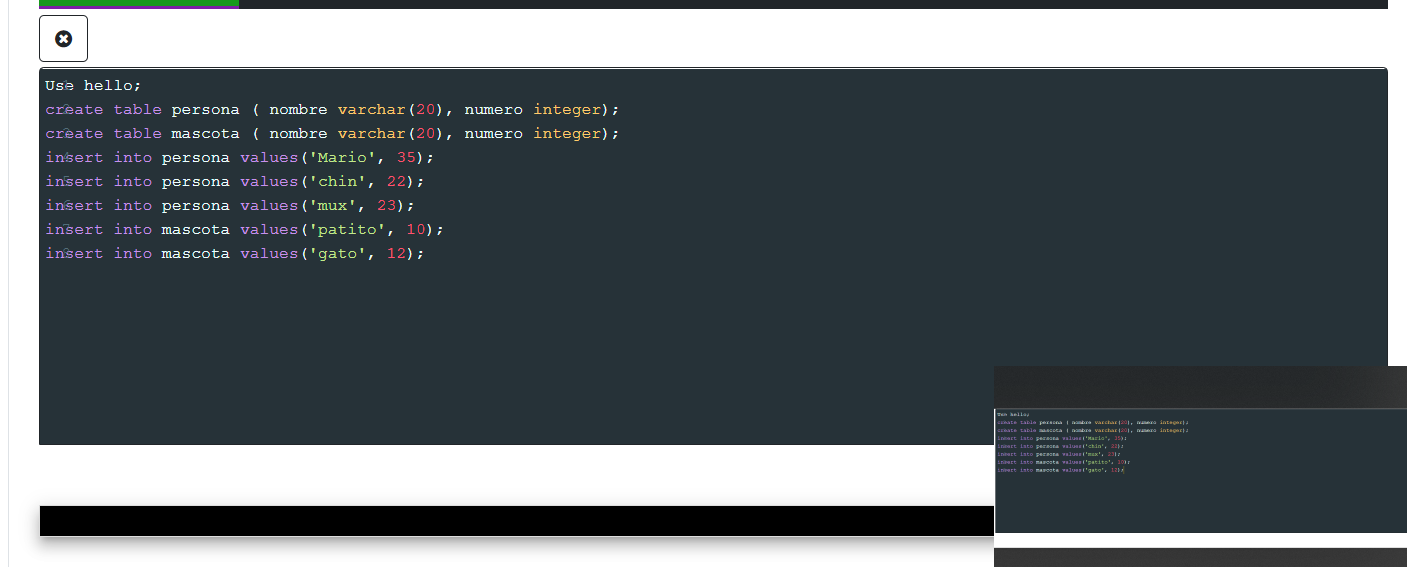 Use hello;
create table persona ( nombre varchar(20), numero integer);
create table mascota ( nombre varchar(20), numero integer);
insert into persona values('Mario', 35);
insert into persona values('chin', 22);
insert into persona values('mux', 23);
insert into mascota values('patito', 10);
insert into mascota values('gato', 12);
Use hello;
create table persona ( nombre varchar(20), numero integer);
create table mascota ( nombre varchar(20), numero integer);
insert into persona values('Mario', 35);
insert into persona values('chin', 22);
insert into persona values('mux', 23);
insert into mascota values('patito', 10);
insert into mascota values('gato', 12);